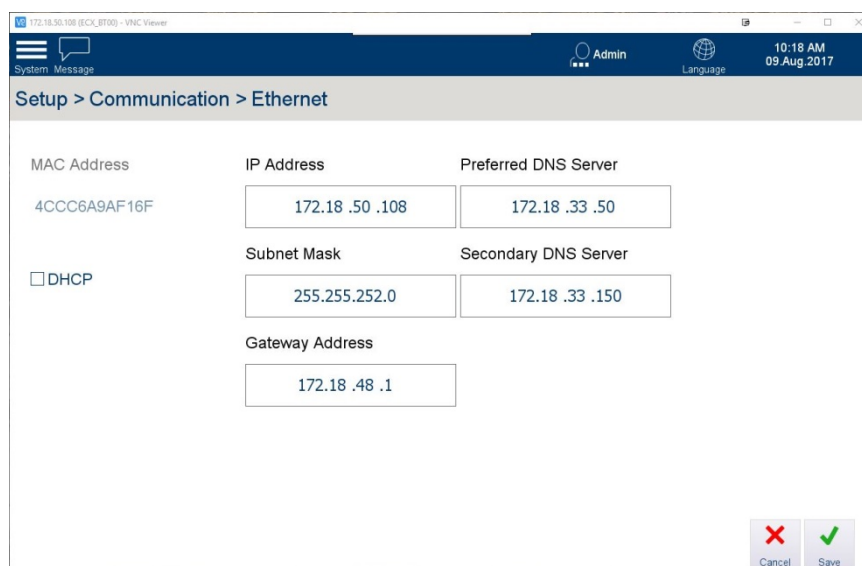 172.18.50.108 (ECX_BT00) - VNC Viewer
System Message
Admin
Language
10:18 AM
09.Aug.2017
Setup > Communication > Ethernet
MAC Address
IP Address
Preferred DNS Server
4CCC6A9AF16F
172.18 .50 .108
172.18 .33 .50
Subnet Mask
Secondary DNS Server
DHCP
255.255.252.0
172.18 .33 .150
Gateway Address
172.18 .48 .1
Cancel
Save